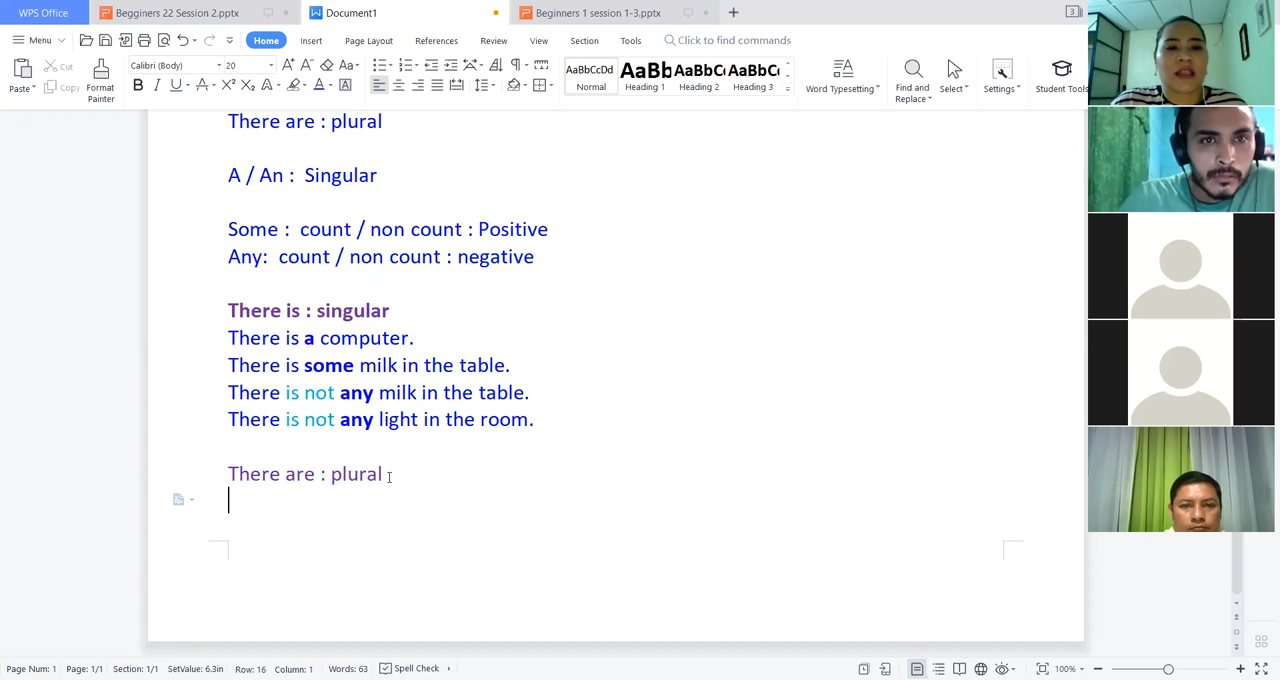 WPS Office
Begginers 22 Session 2.pptx
Document1
Beginners 1 session 1-3.pptx
Menu
Home
Insert
Page Layout
References
Review
View
Section
Tools
Click to find commands
Paste
Cut
Copy
Format Painter
Calibri (Body)
20
AaBbCcDd
Normal
AaBb
Heading 1
AaBbCc
Heading 2
AaBbCc
Heading 3
Word Typesetting
Find and Replace
Select
Settings
Student Tools
There are : plural
A / An : Singular
Some : count / non count : Positive
Any: count / non count : negative
There is : singular
There is a computer.
There is some milk in the table.
There is not any milk in the table.
There is not any light in the room.
There are : plural
Page Num: 1
Page: 1/1
Section: 1/1
SetValue: 6.3in
Row: 16
Column: 1
Words: 63
Spell Check
100%